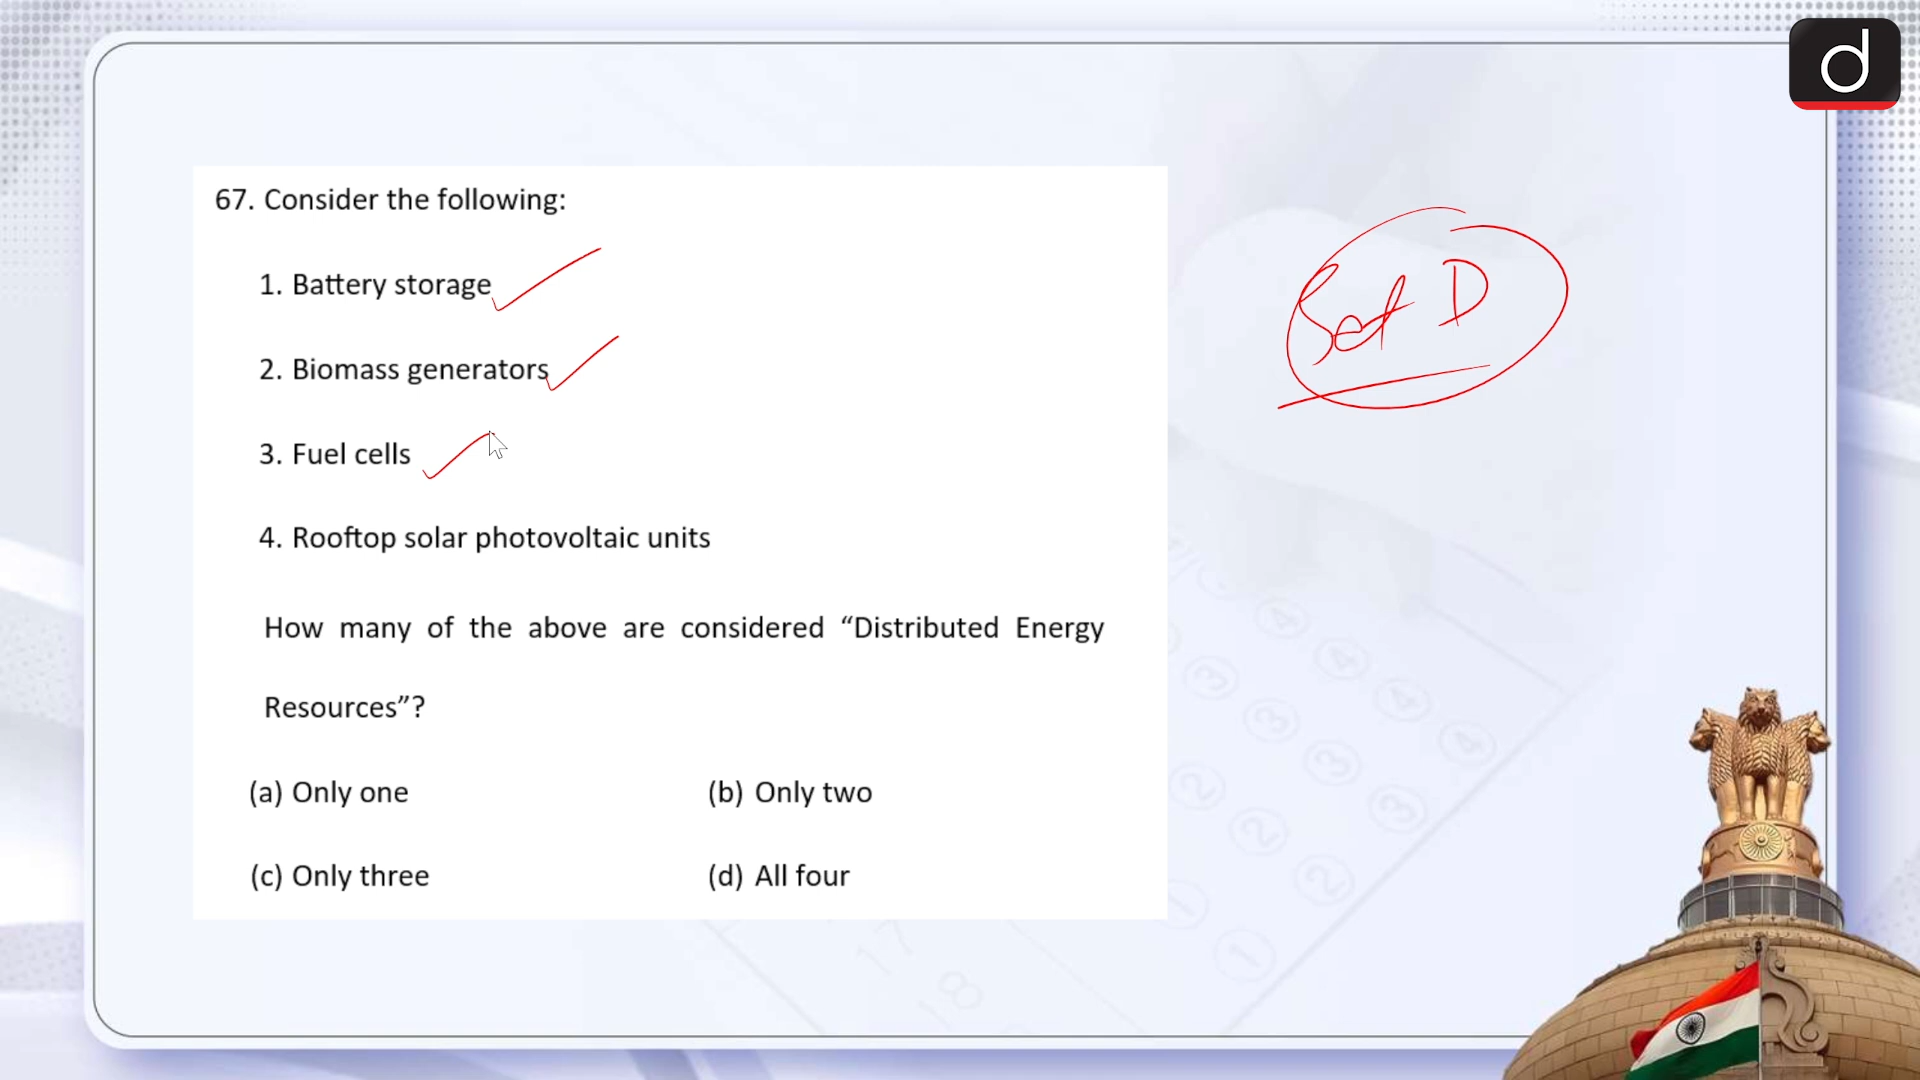 d
67. Consider the following:
1. Battery storage
2. Biomass generators
3. Fuel cells
4. Rooftop solar photovoltaic units
How many of the above are considered “Distributed Energy
Resources”?
(a) Only one
(b) Only two
(c) Only three
(d) All four
Set D